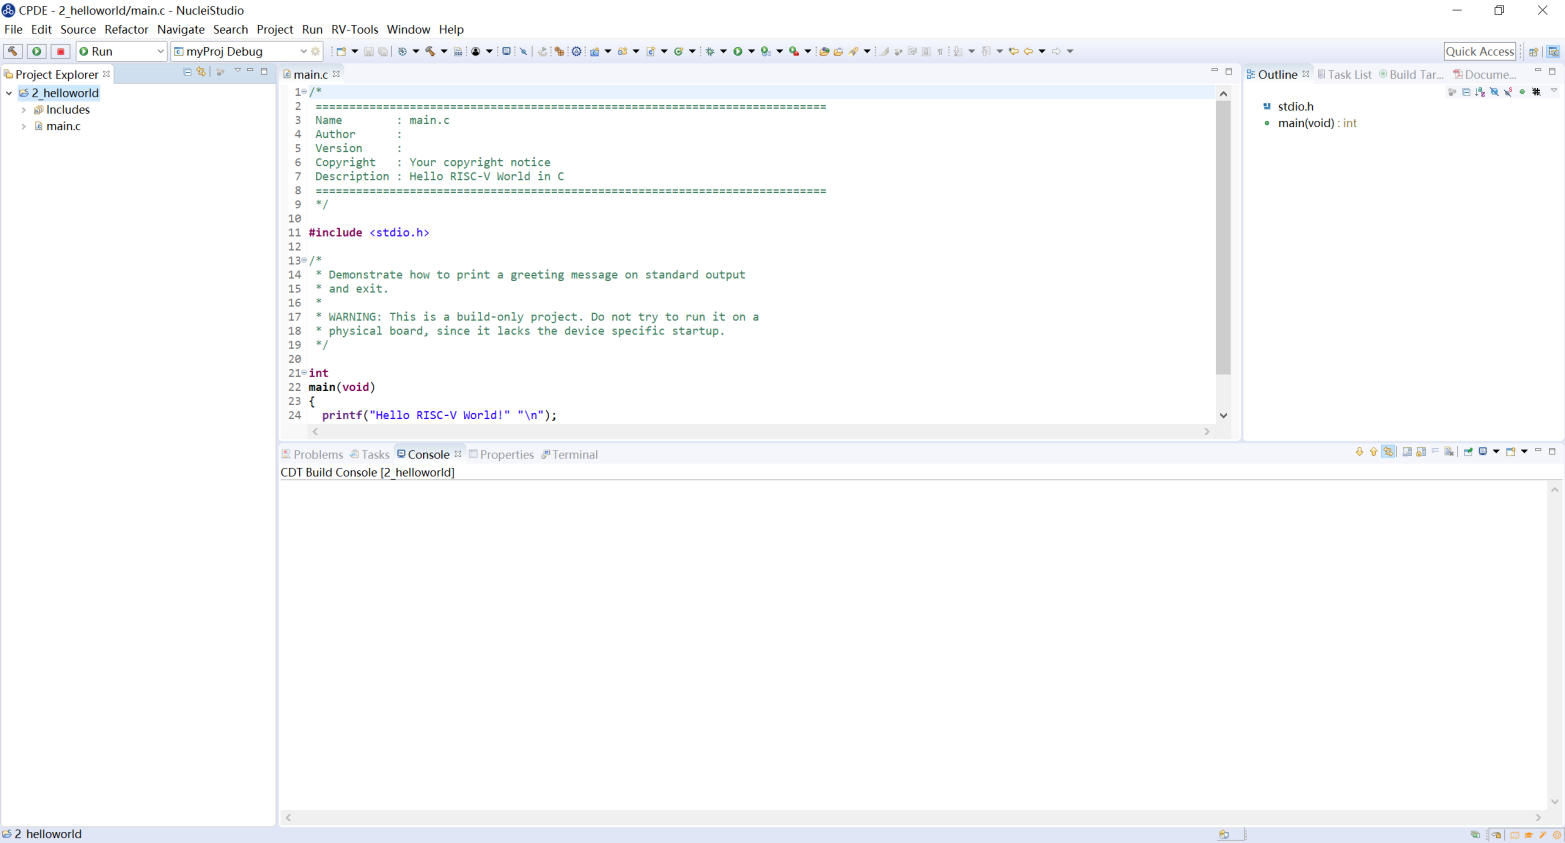 CPDE - 2_helloworld/main.c - NucleiStudio
File Edit Source Refactor Navigate Search Project Run RV-Tools Window Help
Run myProj Debug Quick Access
Project Explorer
2_helloworld
Includes
main.c
main.c
1 /*
2 ============================================================================
3 Name        : main.c
4 Author      :
5 Version     :
6 Copyright   : Your copyright notice
7 Description : Hello RISC-V World in C
8 ============================================================================
9 */
10
11 #include <stdio.h>
12
13 /*
14 * Demonstrate how to print a greeting message on standard output
15 * and exit.
16 *
17 * WARNING: This is a build-only project. Do not try to run it on a
18 * physical board, since it lacks the device specific startup.
19 */
20
21 int
22 main(void)
23 {
24 printf("Hello RISC-V World!" "\n");
Outline Task List Build Tar... Docume...
stdio.h
main(void) : int
Problems Tasks Console Properties Terminal
CDT Build Console [2_helloworld]
2 helloworld